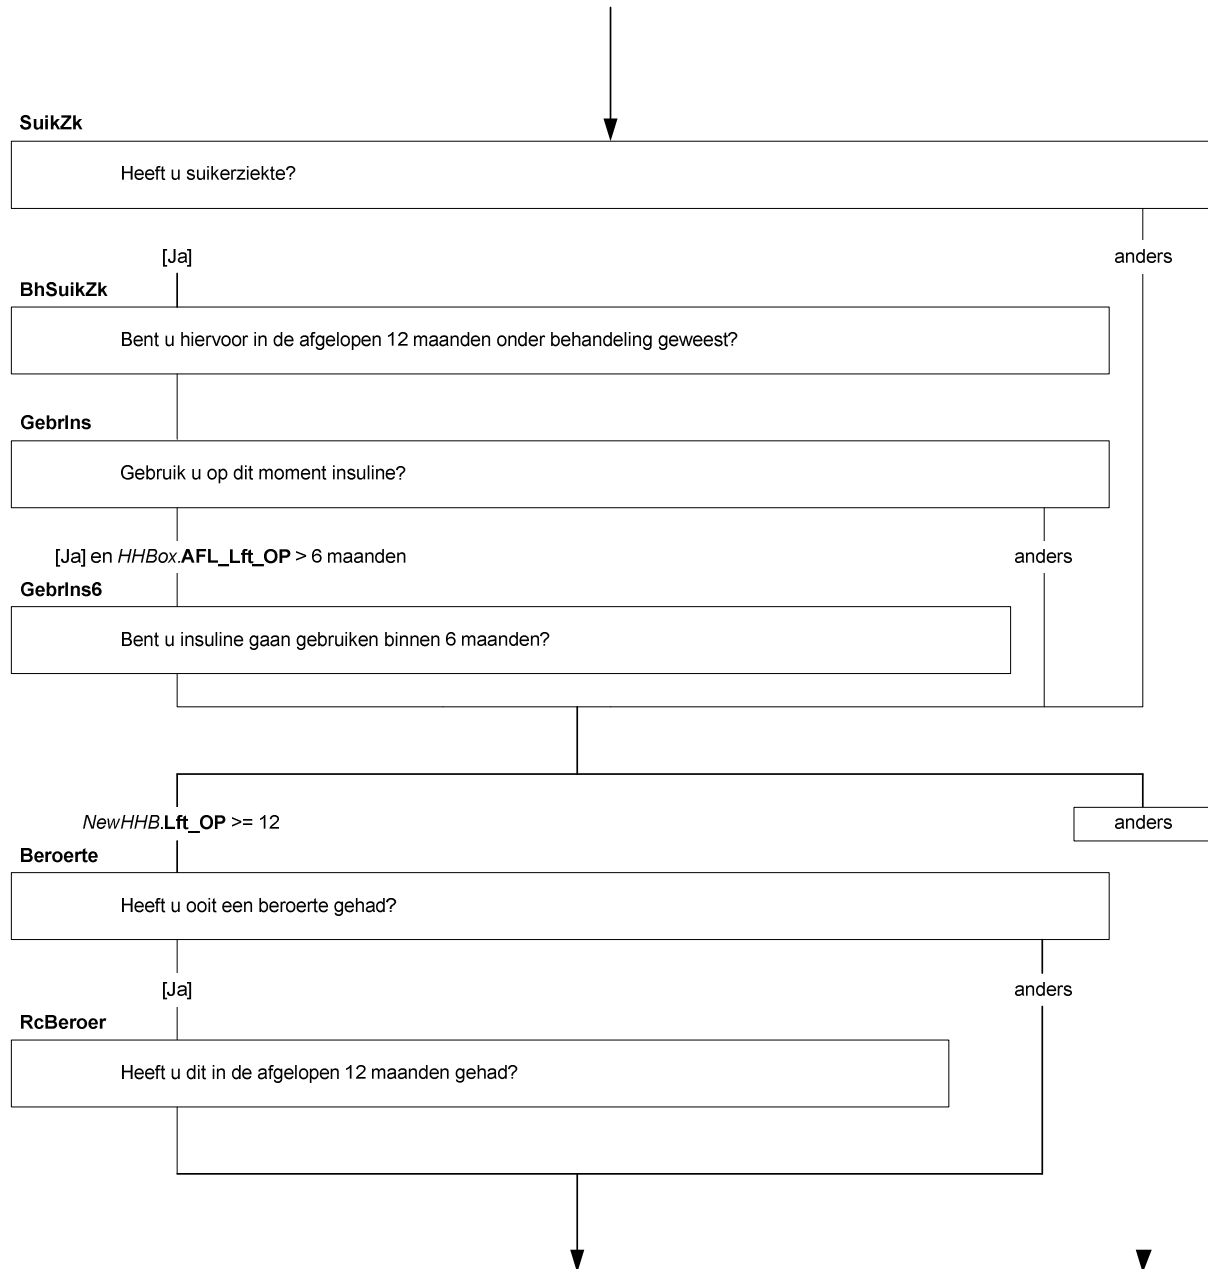 SuikZk
Heeft u suikerziekte?
[Ja] anders
BhSuikZk
Bent u hiervoor in de afgelopen 12 maanden onder behandeling geweest?
GebrIns
Gebruik u op dit moment insuline?
[Ja] en HHBox.AFL_Lft_OP > 6 maanden anders
GebrIns6
Bent u insuline gaan gebruiken binnen 6 maanden?
NewHHB.Lft_OP >= 12 anders
Beroerte
Heeft u ooit een beroerte gehad?
[Ja] anders
RcBeroer
Heeft u dit in de afgelopen 12 maanden gehad?